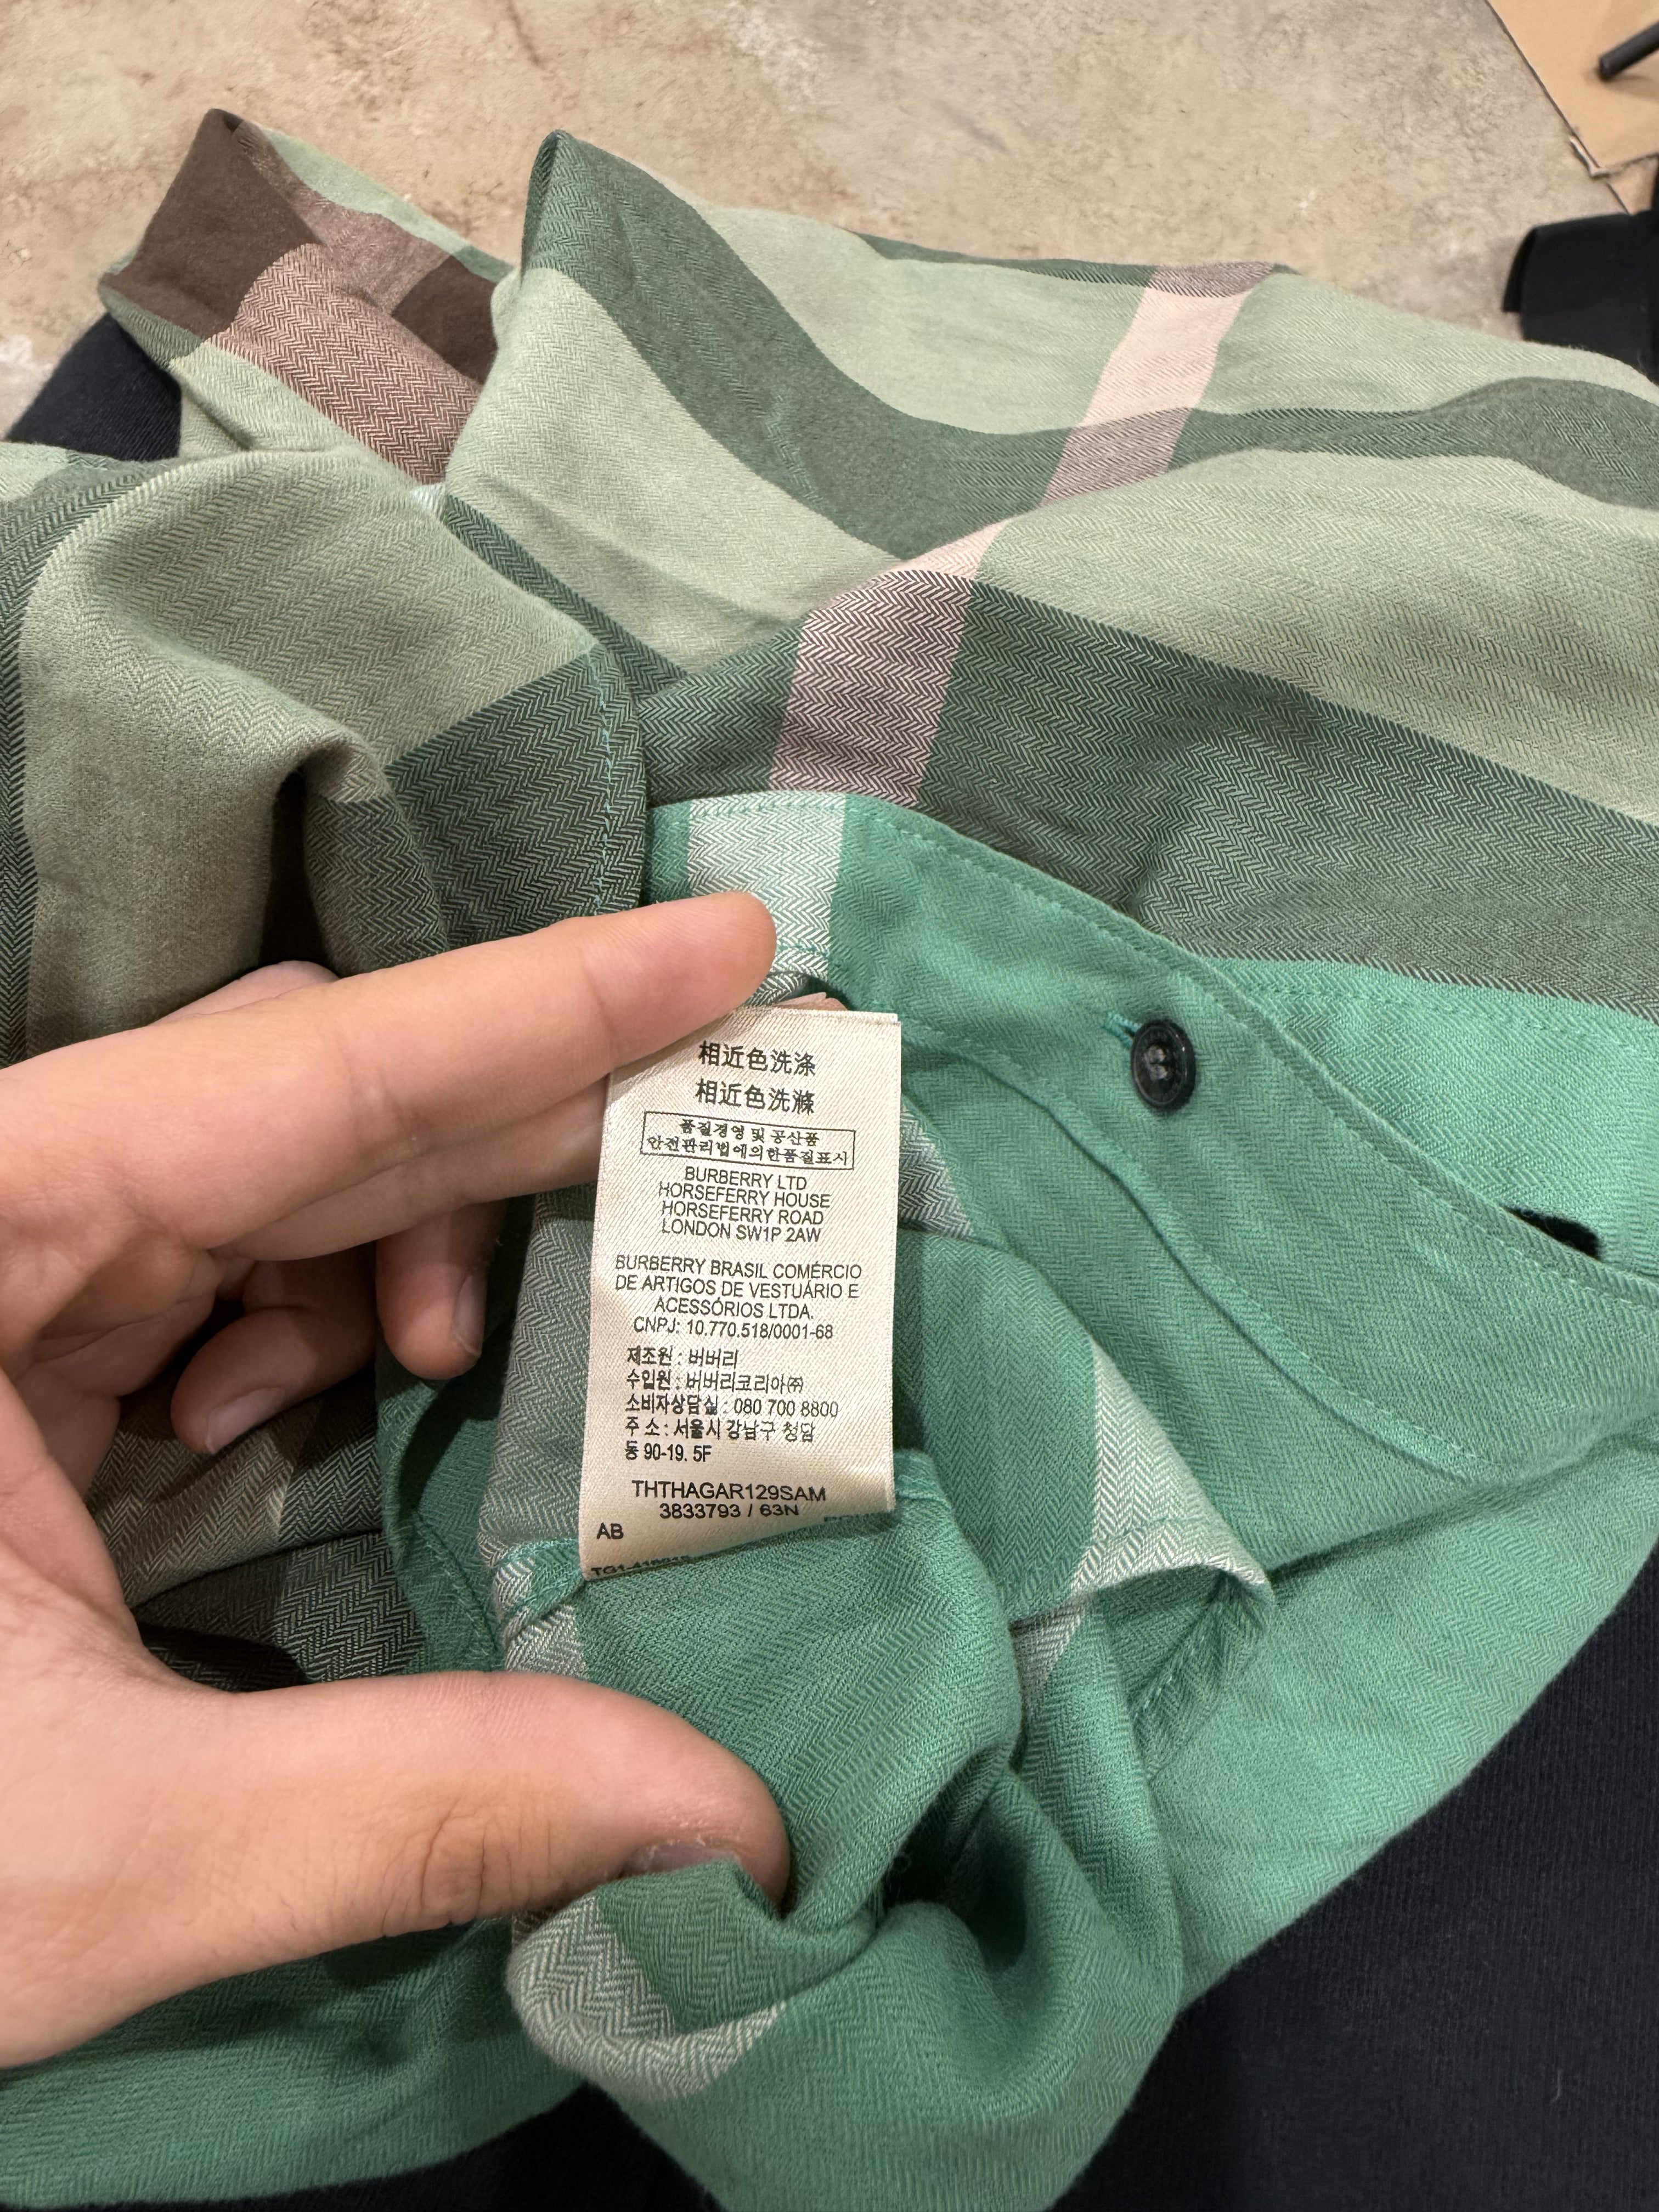 相近色洗涤
相近色洗滌
품질경영 및 공산품
안전관리법에의한품질표시
BURBERRY LTD
HORSEFERRY HOUSE
HORSEFERRY ROAD
LONDON SW1P 2AW
BURBERRY BRASIL COMÉRCIO
DE ARTIGOS DE VESTUÁRIO E
ACESSÓRIOS LTDA.
CNPJ: 10.770.518/0001-68
제조원 : 버버리
수입원 : 버버리코리아㈜
소비자상담실 : 080 700 8800
주 소 : 서울시 강남구 청담
동 90-19. 5F
THTHAGAR129SAM
3833793 / 63N
AB